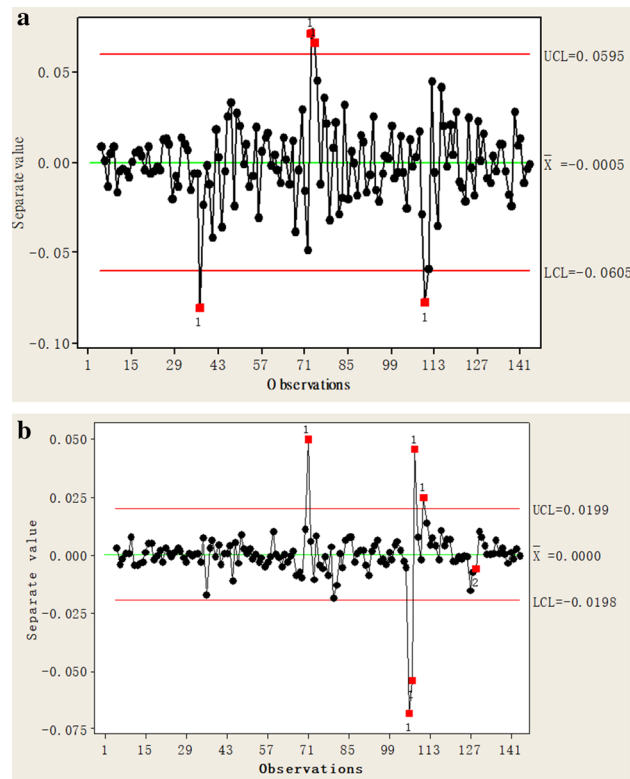 a
1
UCL=0.0595
0.05
0.00
X̄ =-0.0005
-0.05
LCL=-0.0605
1
1
-0.10
Separate value
1 15 29 43 57 71 85 99 113 127 141
Observations
b
0.050
1
1
0.025
1
UCL=0.0199
0.000
X̄ =0.0000
2
-0.025
LCL=-0.0198
-0.050
1
-0.075
Separate value
1 15 29 43 57 71 85 99 113 127 141
Observations